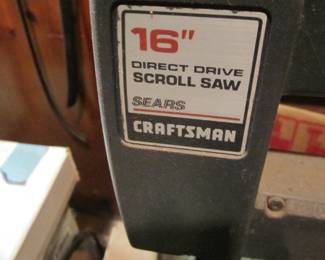 16"
DIRECT DRIVE
SCROLL SAW
SEARS
CRAFTSMAN